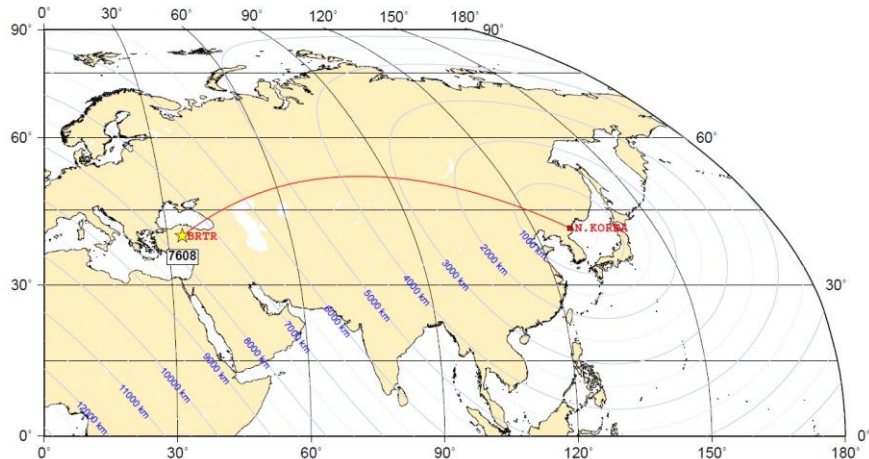 0° 30° 60° 90° 120° 150° 180°
90° 90°
60° 60°
BRTR N.KOREA
7608
1000 km
2000 km
3000 km
4000 km
5000 km
6000 km
7000 km
8000 km
9000 km
10000 km
11000 km
12000 km
30° 30°
0° 0°
0° 30° 60° 90° 120° 150° 180°